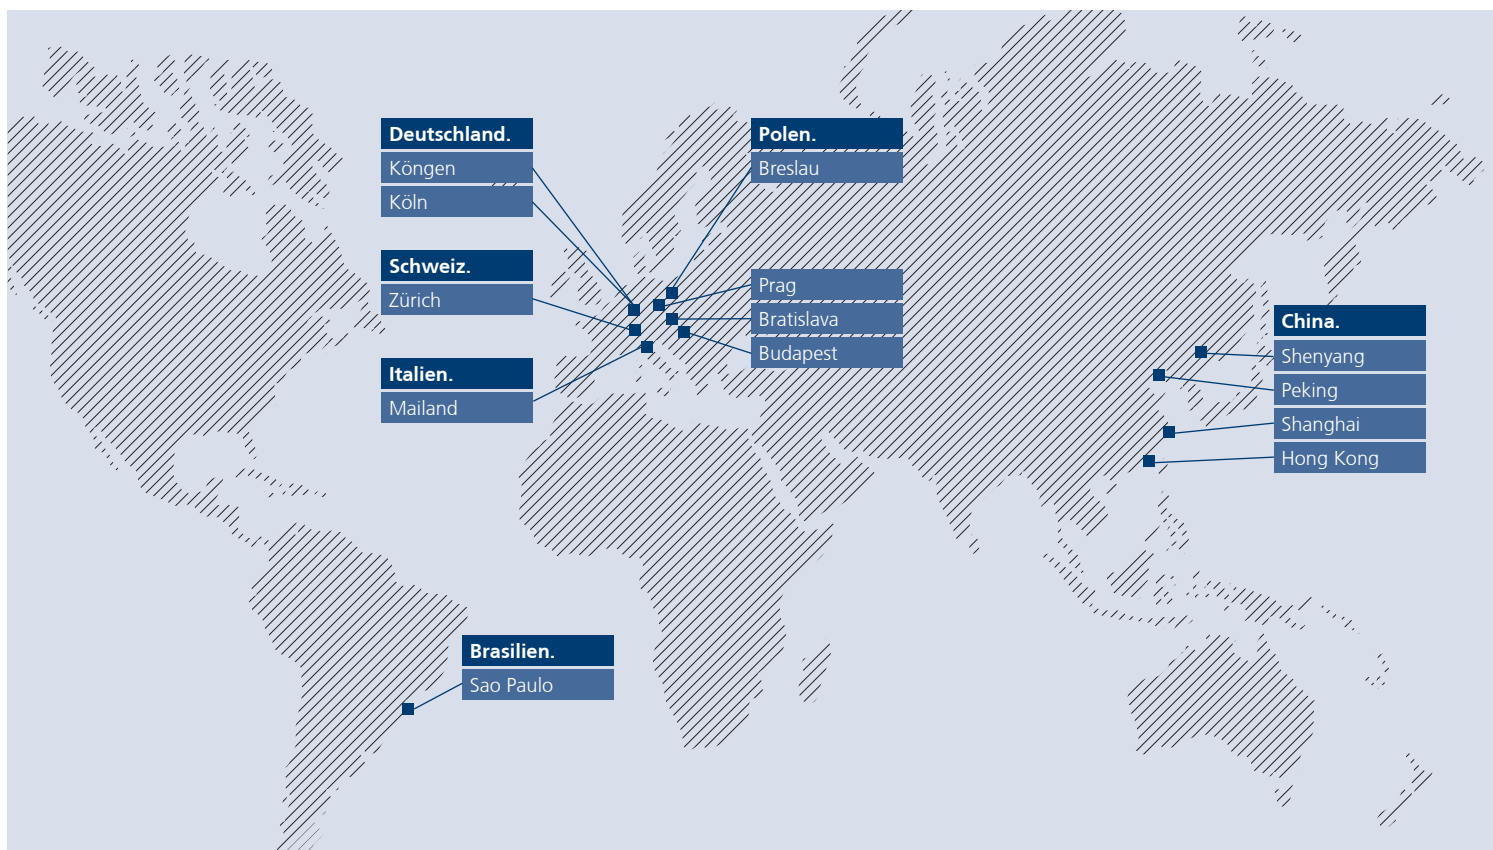 Deutschland.
Köngen
Köln
Schweiz.
Zürich
Italien.
Mailand
Polen.
Breslau
Prag
Bratislava
Budapest
China.
Shenyang
Peking
Shanghai
Hong Kong
Brasilien.
Sao Paulo